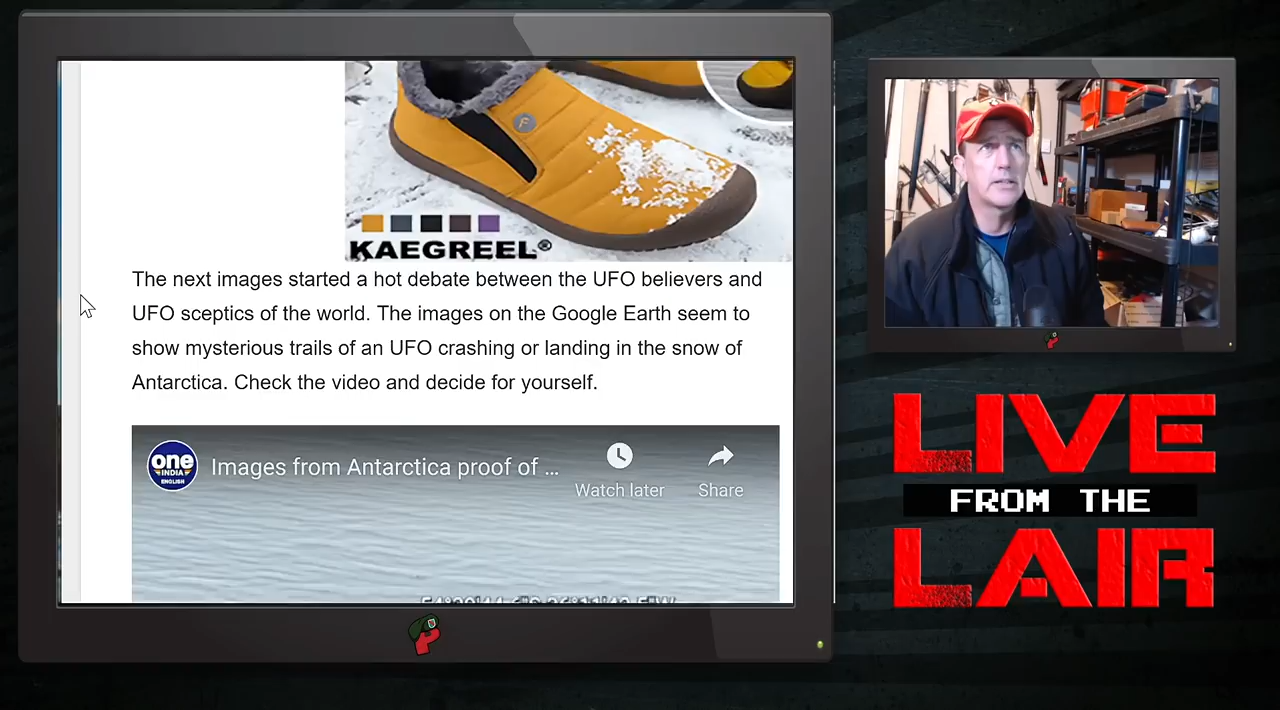 KAEGREEL®
The next images started a hot debate between the UFO believers and
UFO sceptics of the world. The images on the Google Earth seem to
show mysterious trails of an UFO crashing or landing in the snow of
Antarctica. Check the video and decide for yourself.
one
INDIA
ENGLISH
Images from Antarctica proof of ...
Watch later
Share
LIVE
FROM THE
LAIR